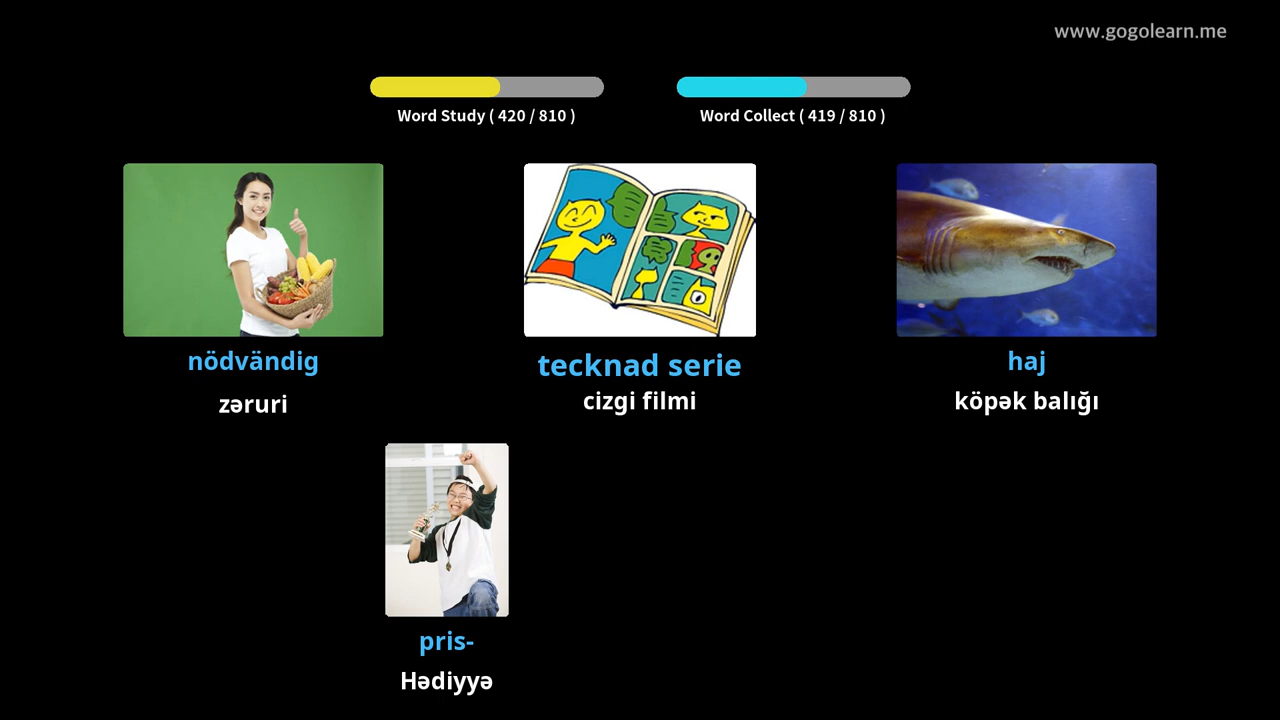 www.gogolearn.me
Word Study ( 420 / 810 )
Word Collect ( 419 / 810 )
nödvändig
zəruri
tecknad serie
cizgi filmi
haj
köpək balığı
pris-
Hədiyyə